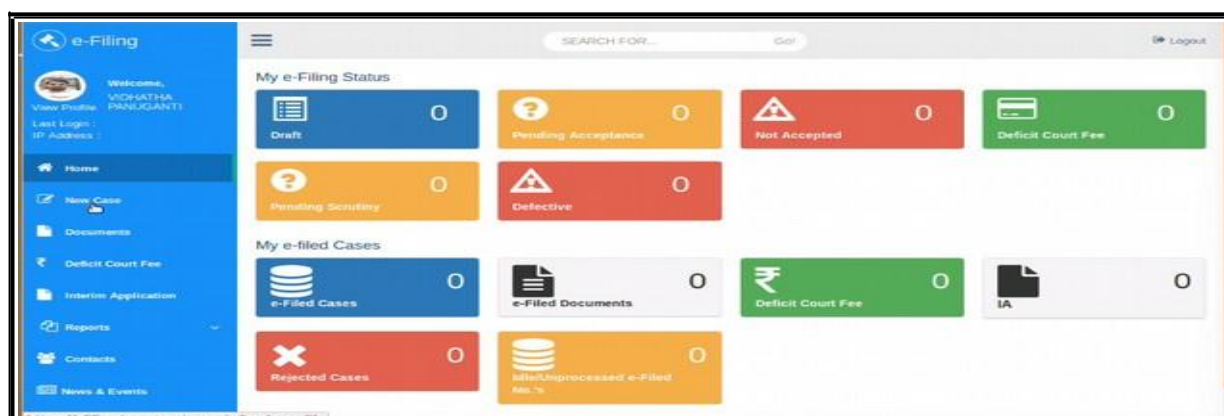 e-Filing
SEARCH FOR...
Go!
Logout
Welcome,
VIDHATHA
PANUGANTI
View Profile
Last Login :
IP Address :
Home
New Case
Documents
Deficit Court Fee
Interim Application
Reports
Contacts
News & Events
My e-Filing Status
0
Draft
0
Pending Acceptance
0
Not Accepted
0
Deficit Court Fee
0
Pending Scrutiny
0
Defective
My e-filed Cases
0
e-Filed Cases
0
e-Filed Documents
0
Deficit Court Fee
0
IA
0
Rejected Cases
0
Idle/Unprocessed e-Filed
No.'s